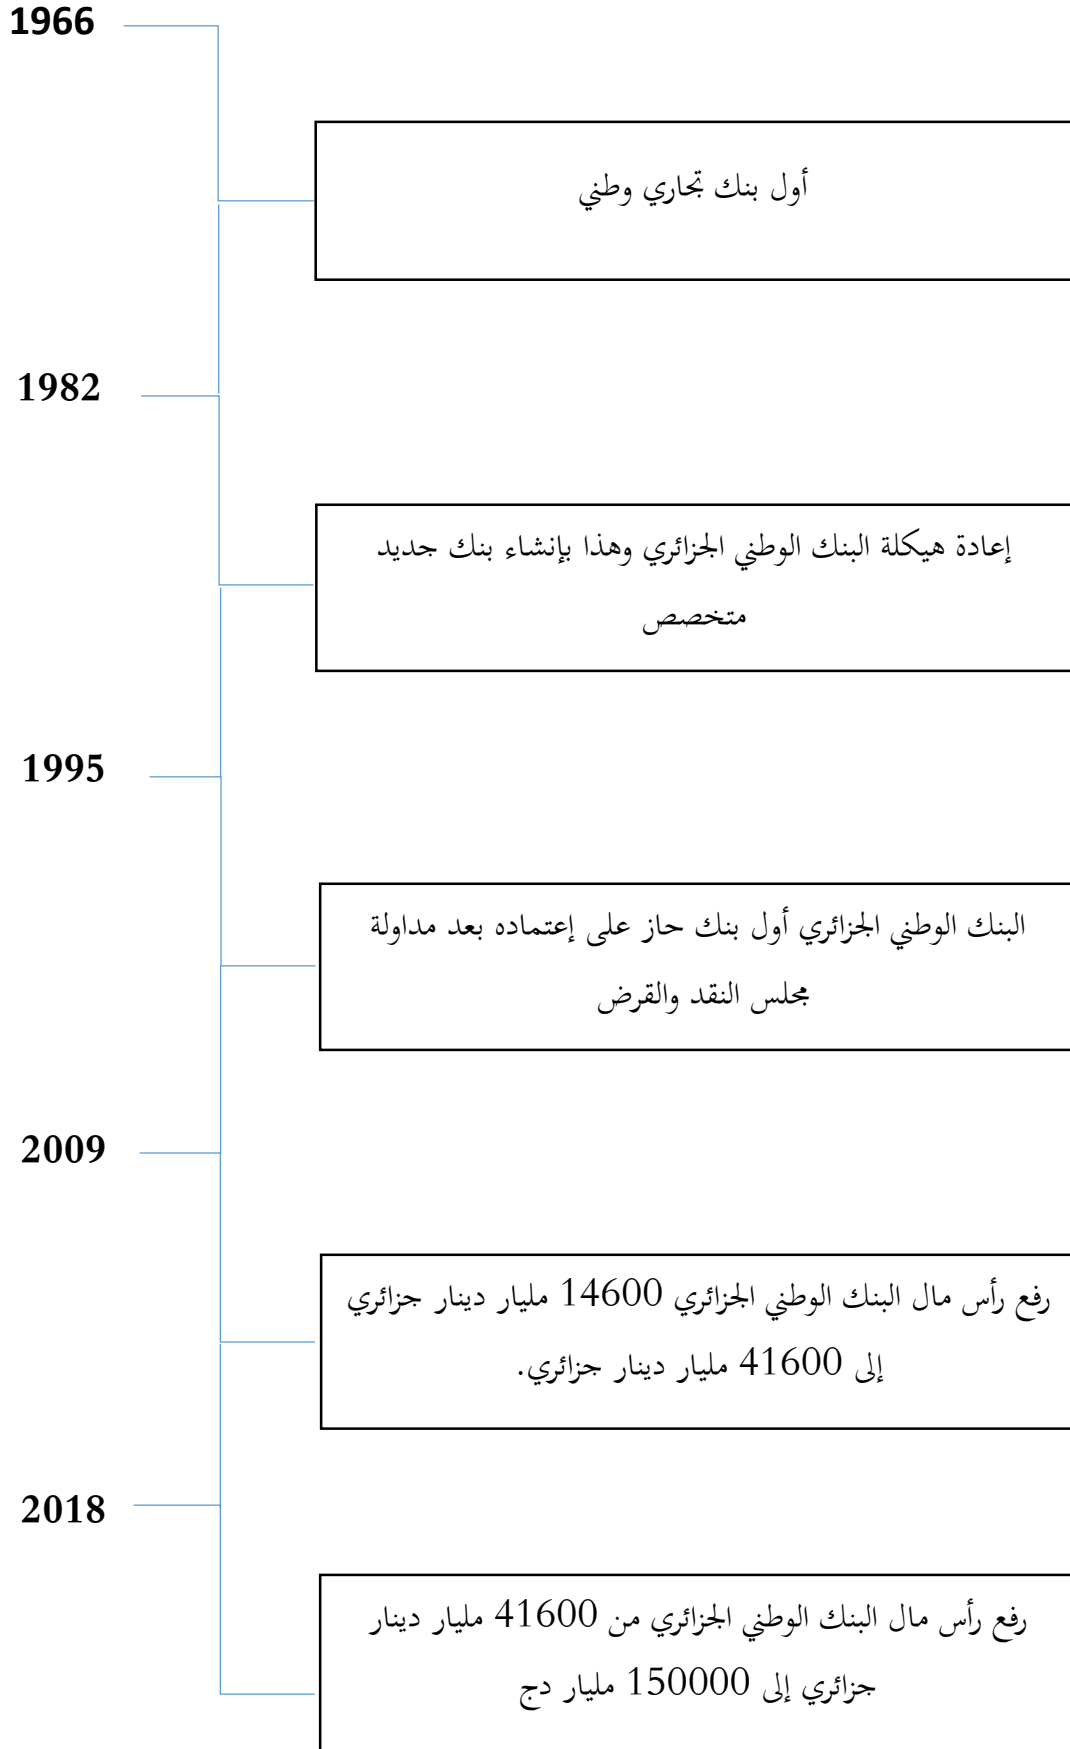 1966
أول بنك تجاري وطني
1982
إعادة هيكلة البنك الوطني الجزائري وهذا بإنشاء بنك جديد
متخصص
1995
البنك الوطني الجزائري أول بنك حاز على إعتماده بعد مداولة
مجلس النقد والقرض
2009
رفع رأس مال البنك الوطني الجزائري 14600 مليار دينار جزائري
إلى 41600 مليار دينار جزائري.
2018
رفع رأس مال البنك الوطني الجزائري من 41600 مليار دينار
جزائري إلى 150000 مليار دج